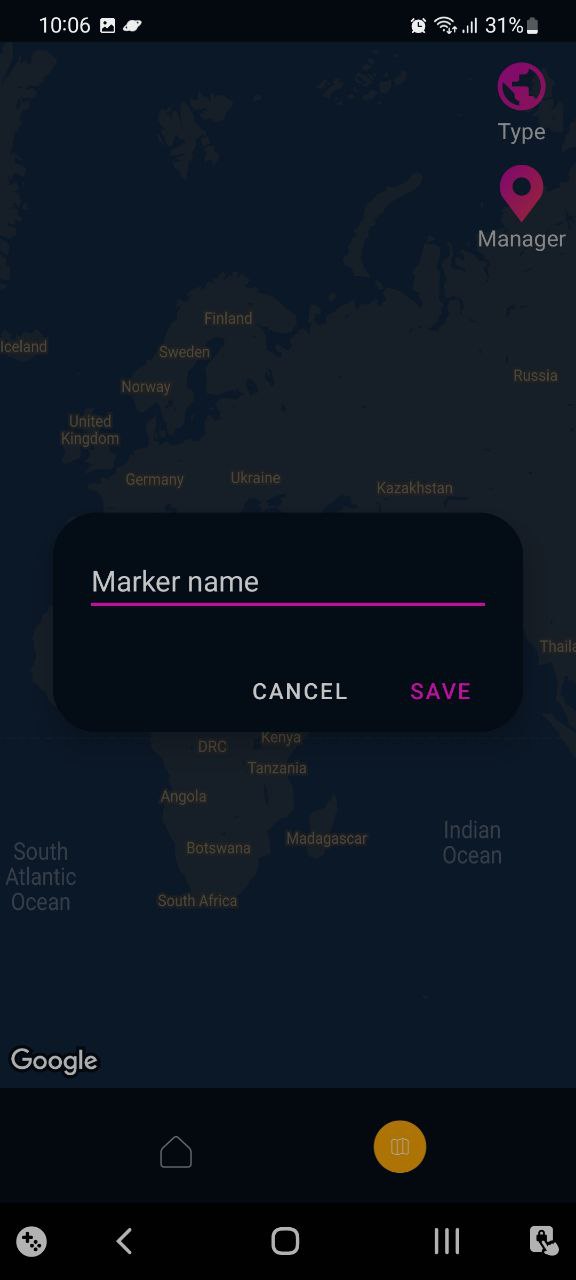 10:06
31%
Type
Manager
Finland
Iceland
Sweden
Russia
Norway
United
Kingdom
Germany
Ukraine
Kazakhstan
Marker name
Thaila
CANCEL
SAVE
Kenya
DRC
Tanzania
Angola
Madagascar
Indian
Ocean
Botswana
South
Atlantic
Ocean
South Africa
Google